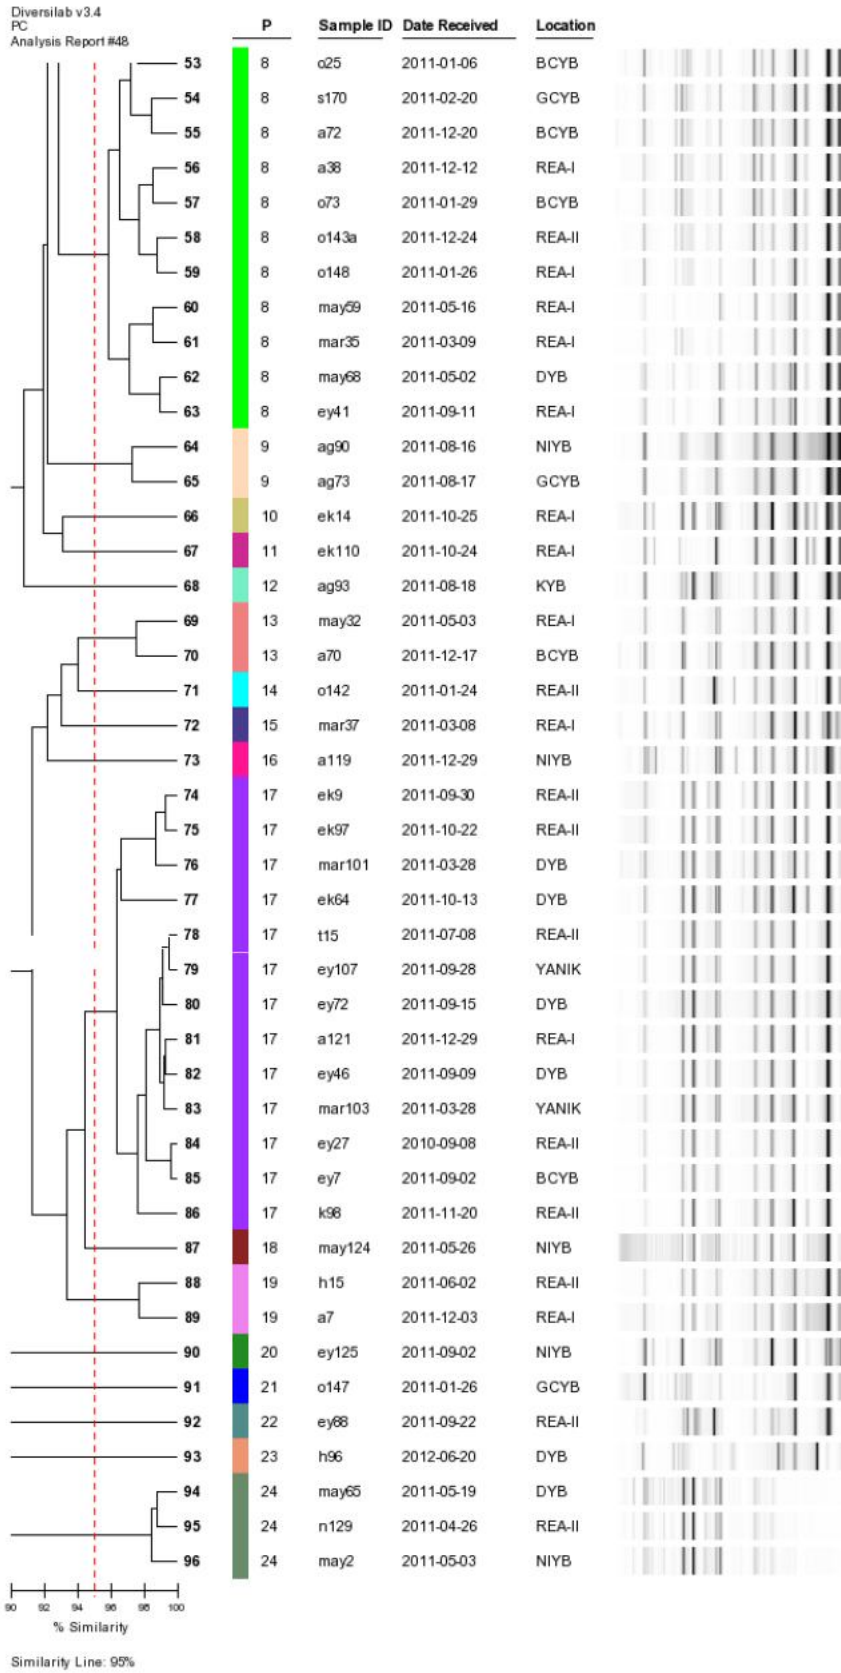 Diversilab v3.4
PC
Analysis Report #48
P Sample ID Date Received Location
53 8 o25 2011-01-06 BCYB
54 8 s170 2011-02-20 GCYB
55 8 a72 2011-12-20 BCYB
56 8 a38 2011-12-12 REA-I
57 8 o73 2011-01-29 BCYB
58 8 o143a 2011-12-24 REA-II
59 8 o148 2011-01-26 REA-I
60 8 may59 2011-05-16 REA-I
61 8 mar35 2011-03-09 REA-I
62 8 may68 2011-05-02 DYB
63 8 ey41 2011-09-11 REA-I
64 9 ag90 2011-08-16 NIYB
65 9 ag73 2011-08-17 GCYB
66 10 ek14 2011-10-25 REA-I
67 11 ek110 2011-10-24 REA-I
68 12 ag93 2011-08-18 KYB
69 13 may32 2011-05-03 REA-I
70 13 a70 2011-12-17 BCYB
71 14 o142 2011-01-24 REA-II
72 15 mar37 2011-03-08 REA-I
73 16 a119 2011-12-29 NIYB
74 17 ek9 2011-09-30 REA-II
75 17 ek97 2011-10-22 REA-II
76 17 mar101 2011-03-28 DYB
77 17 ek64 2011-10-13 DYB
78 17 t15 2011-07-08 REA-II
79 17 ey107 2011-09-28 YANIK
80 17 ey72 2011-09-15 DYB
81 17 a121 2011-12-29 REA-I
82 17 ey46 2011-09-09 DYB
83 17 mar103 2011-03-28 YANIK
84 17 ey27 2010-09-08 REA-II
85 17 ey7 2011-09-02 BCYB
86 17 k98 2011-11-20 REA-II
87 18 may124 2011-05-26 NIYB
88 19 h15 2011-06-02 REA-II
89 19 a7 2011-12-03 REA-I
90 20 ey125 2011-09-02 NIYB
91 21 o147 2011-01-26 GCYB
92 22 ey88 2011-09-22 REA-II
93 23 h96 2012-06-20 DYB
94 24 may65 2011-05-19 DYB
95 24 n129 2011-04-26 REA-II
96 24 may2 2011-05-03 NIYB
90 92 94 96 98 100
% Similarity
Similarity Line: 95%